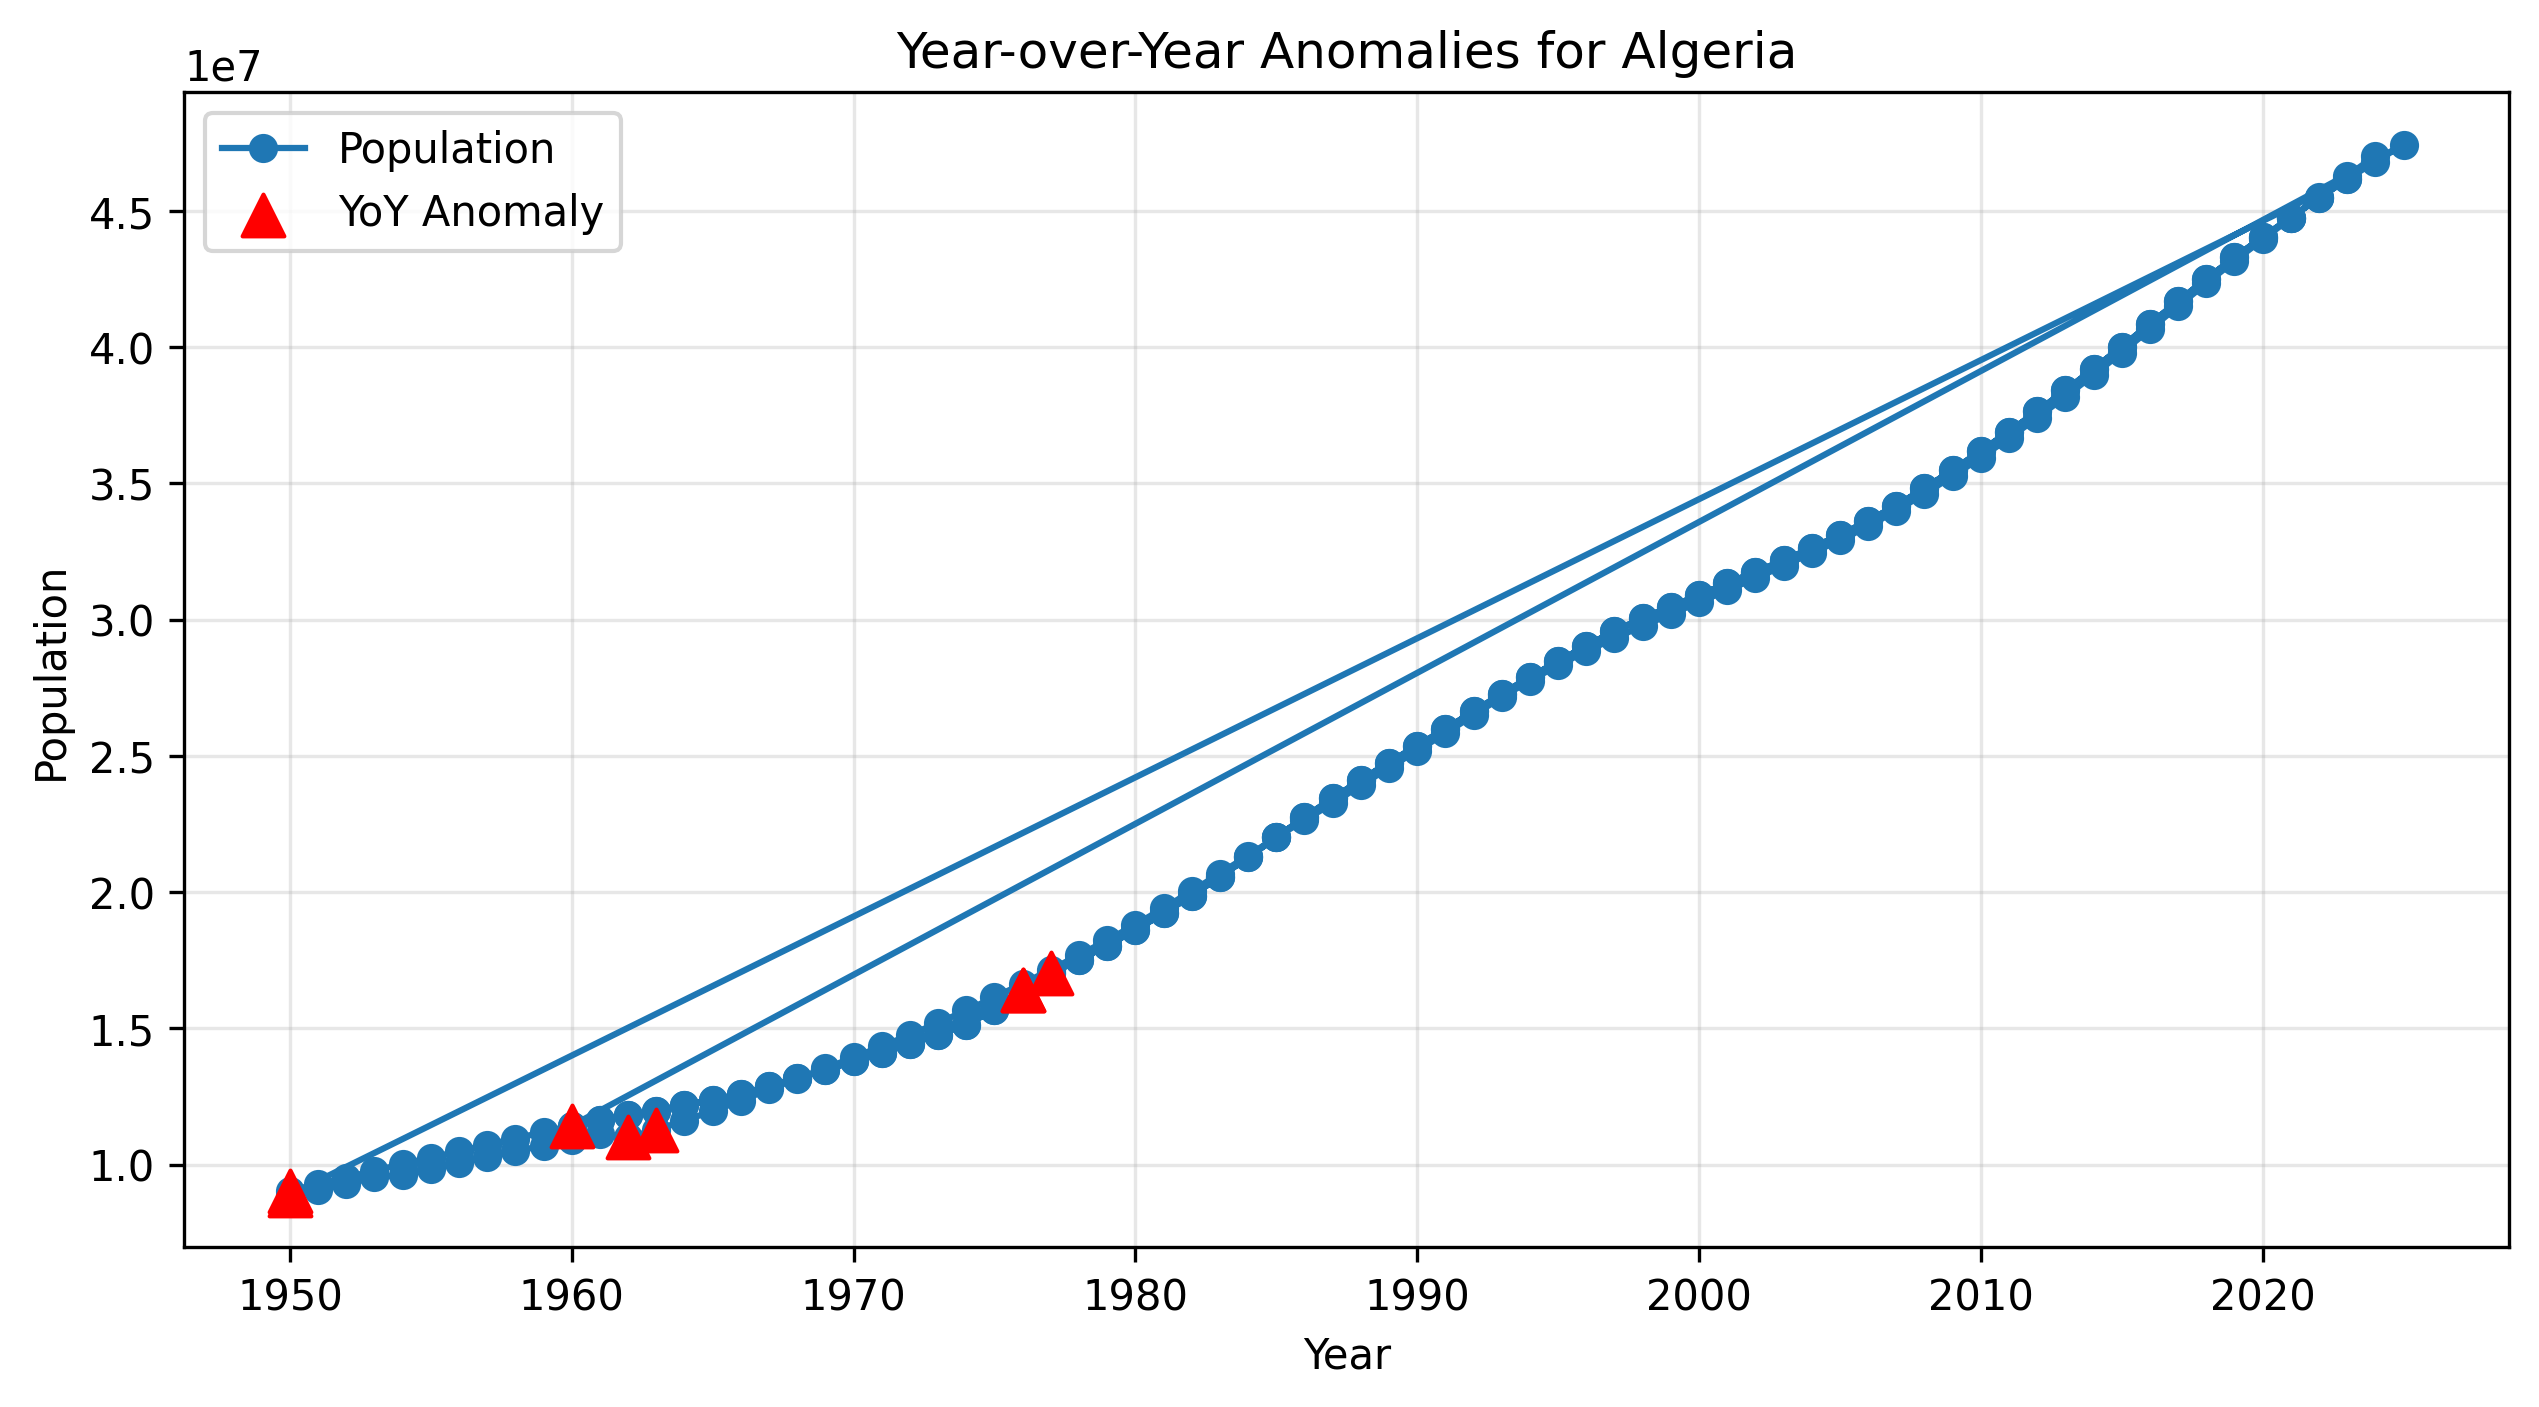 Year-over-Year Anomalies for Algeria
1e7
Population
YoY Anomaly
4.5
4.0
3.5
3.0
2.5
2.0
1.5
1.0
Population
1950 1960 1970 1980 1990 2000 2010 2020
Year